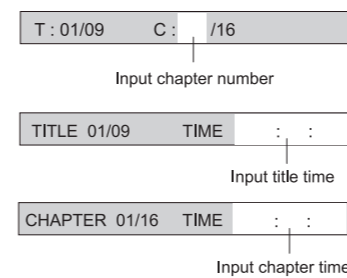 T : 01/09 C : /16
Input chapter number
TITLE 01/09 TIME : :
Input title time
CHAPTER 01/16 TIME : :
Input chapter time